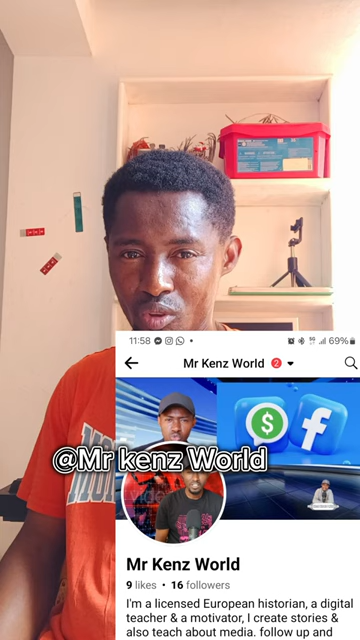 11:58
69%
Mr Kenz World 2
@Mr kenz World
Mr Kenz World
9 likes • 16 followers
I'm a licensed European historian, a digital
teacher & a motivator, I create stories &
also teach about media. follow up and